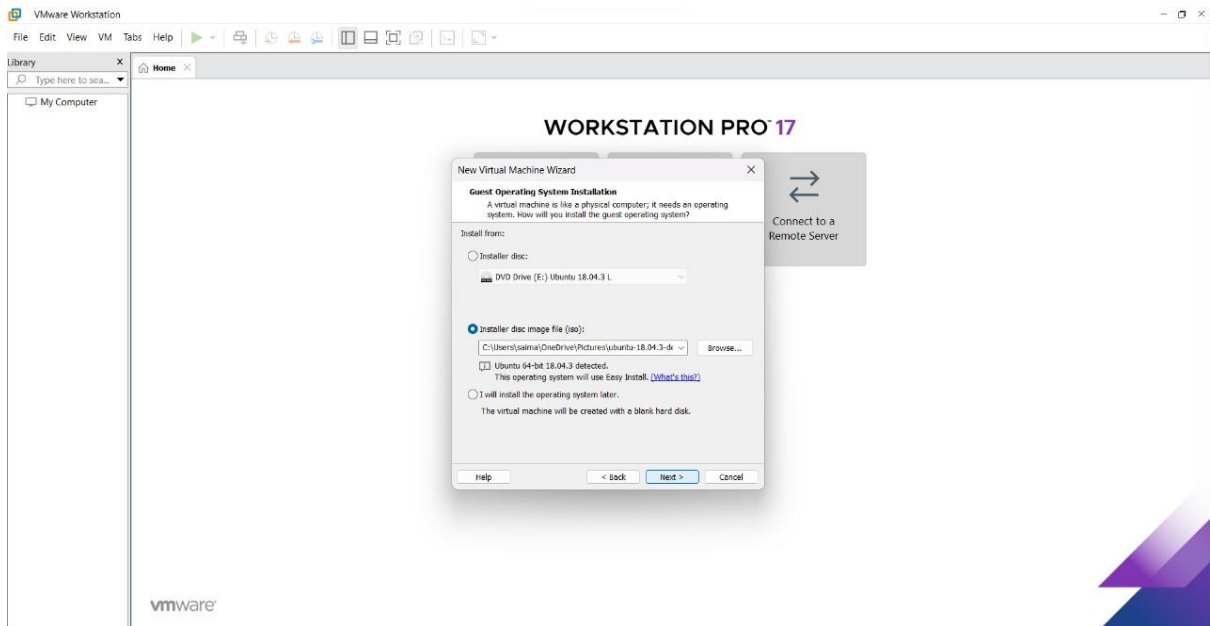 VMware Workstation
File Edit View VM Tabs Help
Library X
Type here to sea...
Home
My Computer
WORKSTATION PRO™ 17
New Virtual Machine Wizard
Guest Operating System Installation
A virtual machine is like a physical computer; it needs an operating
system. How will you install the guest operating system?
Connect to a
Remote Server
Install from:
Installer disc:
DVD Drive (E:) Ubuntu 18.04.3 L
Installer disc image file (iso):
C:\Users\saima\OneDrive\Pictures\ubuntu-18.04.3-de
Browse...
Ubuntu 64-bit 18.04.3 detected.
This operating system will use Easy Install. (What's this?)
I will install the operating system later.
The virtual machine will be created with a blank hard disk.
Help
< Back
Next >
Cancel
vmware